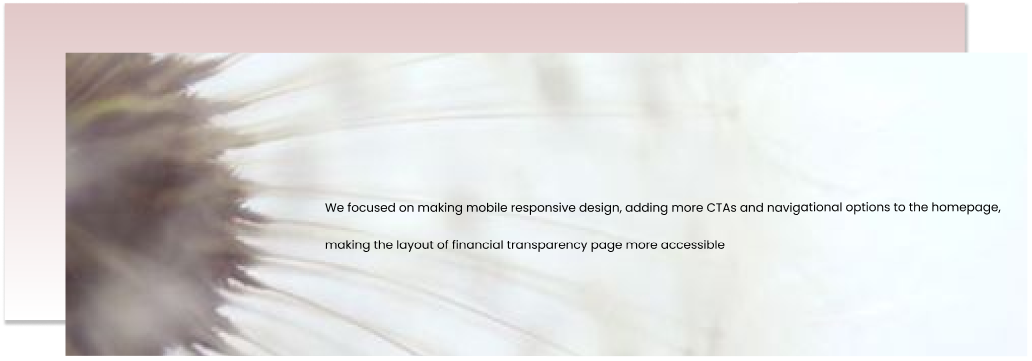 We focused on making mobile responsive design, adding more CTAs and navigational options to the homepage,
making the layout of financial transparency page more accessible